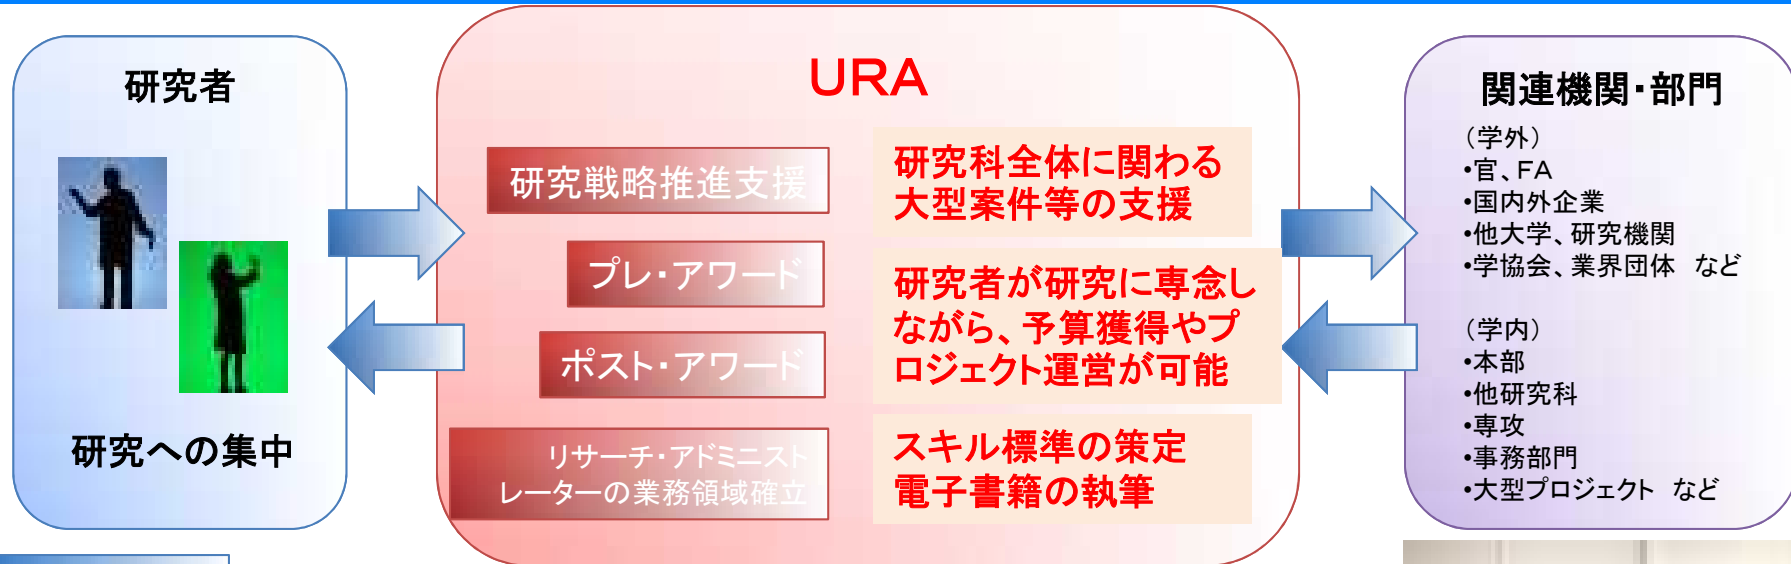 研究者
研究への集中
URA
研究戦略推進支援
研究科全体に関わる
大型案件等の支援
プレ・アワード
ポスト・アワード
研究者が研究に専念し
ながら、予算獲得やプ
ロジェクト運営が可能
リサーチ・アドミニスト
レーターの業務領域確立
スキル標準の策定
電子書籍の執筆
関連機関・部門
（学外）
•官、FA
•国内外企業
•他大学、研究機関
•学協会、業界団体　など
（学内）
•本部
•他研究科
•専攻
•事務部門
•大型プロジェクト　など